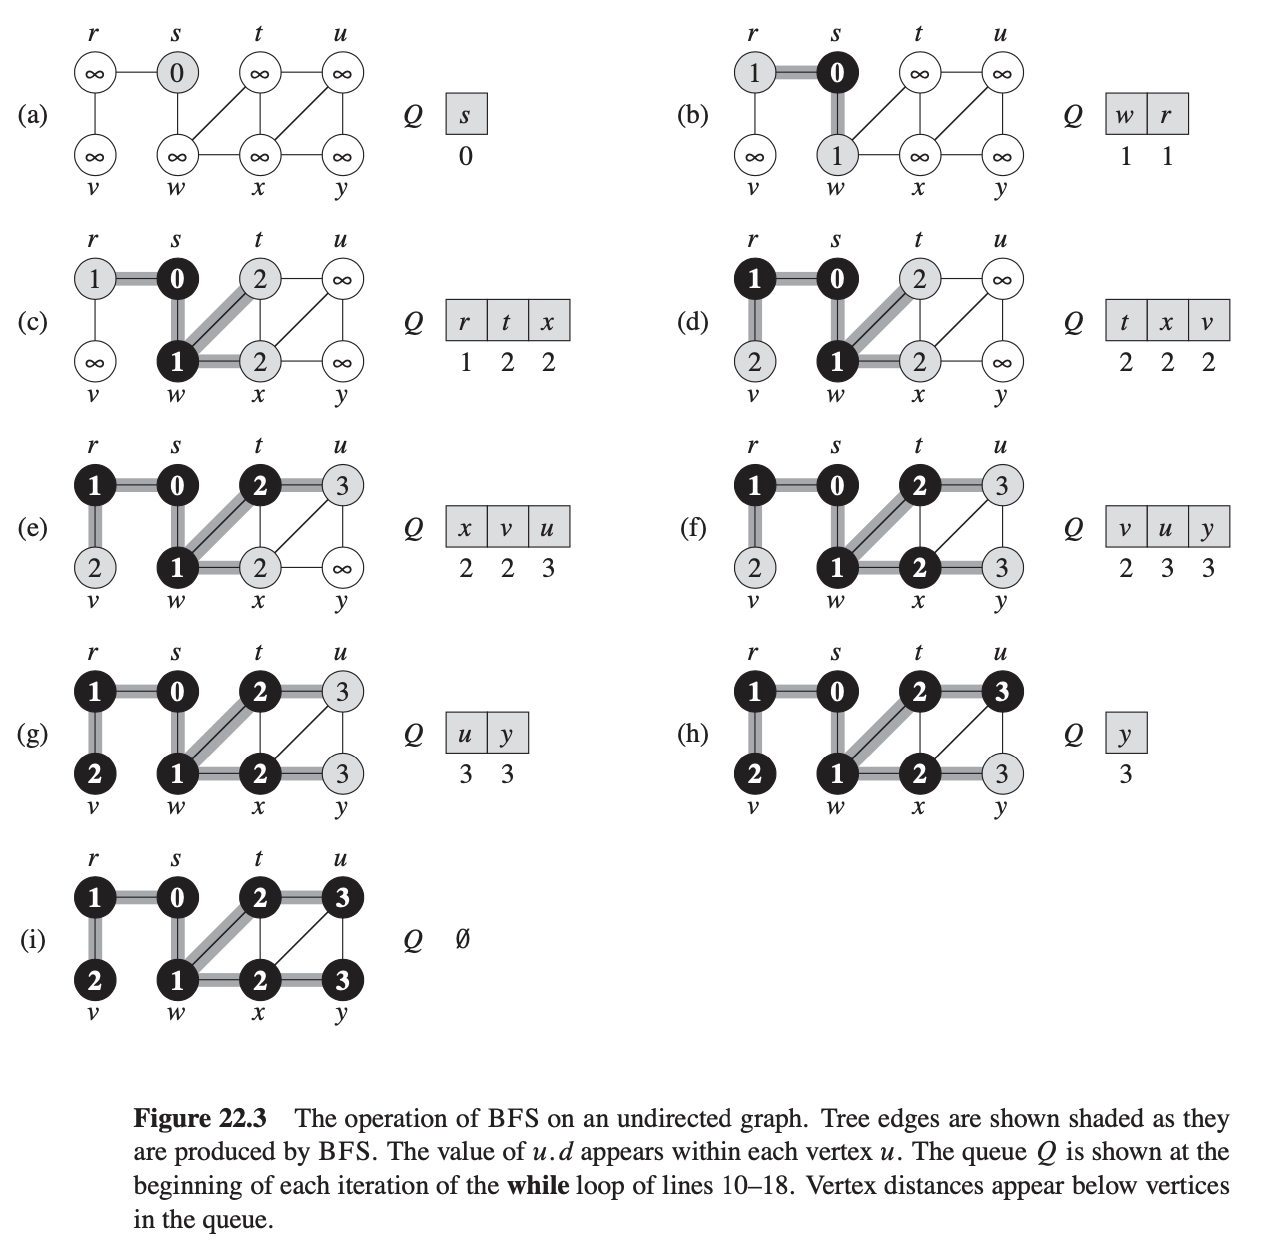 r s t u r s t u
∞ 0 ∞ ∞ 1 0 ∞ ∞
(a) Q s (b) Q w r
∞ ∞ ∞ ∞ 0 ∞ 1 ∞ ∞ 1 1
v w x y v w x y
r s t u r s t u
1 0 2 ∞ 1 0 2 ∞
(c) Q r t x (d) Q t x v
∞ 1 2 ∞ 1 2 2 2 1 2 ∞ 2 2 2
v w x y v w x y
r s t u r s t u
1 0 2 3 1 0 2 3
(e) Q x v u (f) Q v u y
2 1 2 ∞ 2 2 3 2 1 2 3 2 3 3
v w x y v w x y
r s t u r s t u
1 0 2 3 1 0 2 3
(g) Q u y (h) Q y
2 1 2 3 3 3 2 1 2 3 3
v w x y v w x y
r s t u
1 0 2 3
(i) Q ∅
2 1 2 3
v w x y
Figure 22.3 The operation of BFS on an undirected graph. Tree edges are shown shaded as they
are produced by BFS. The value of u.d appears within each vertex u. The queue Q is shown at the
beginning of each iteration of the while loop of lines 10–18. Vertex distances appear below vertices
in the queue.